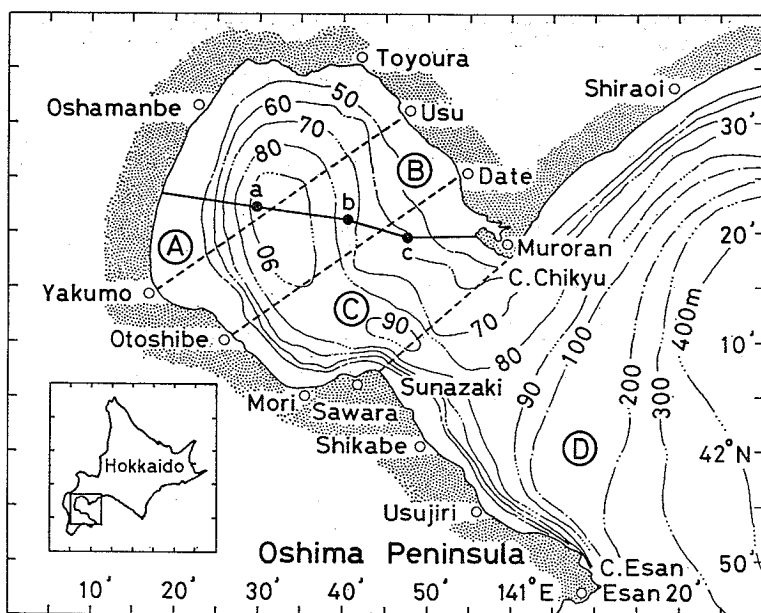 Toyoura
Shiraoi
Oshamanbe
50
60
70
80
Usu
30'
B
Date
a
b
c
20'
A
90
Muroran
C.Chikyu
Yakumo
C
Otoshibe
90
70
80
90
100
200
300
400m
10'
Sunazaki
Mori
Sawara
Shikabe
D
42°N
Hokkaido
Usujiri
Oshima Peninsula
C.Esan
Esan
50'
10'
20'
30'
40'
50'
141°E
20'